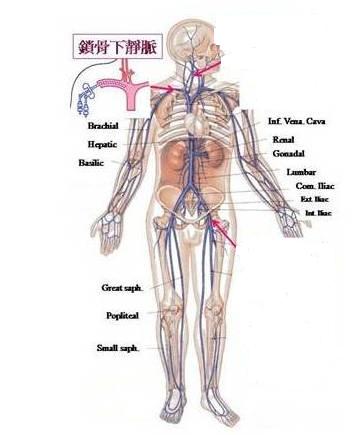 鎖骨下靜脈
Brachial
Hepatic
Basilic
Inf. Vena. Cava
Renal
Gonadal
Lumbar
Com. Iliac
Ext. Iliac
Int. Iliac
Great saph.
Popliteal
Small saph.